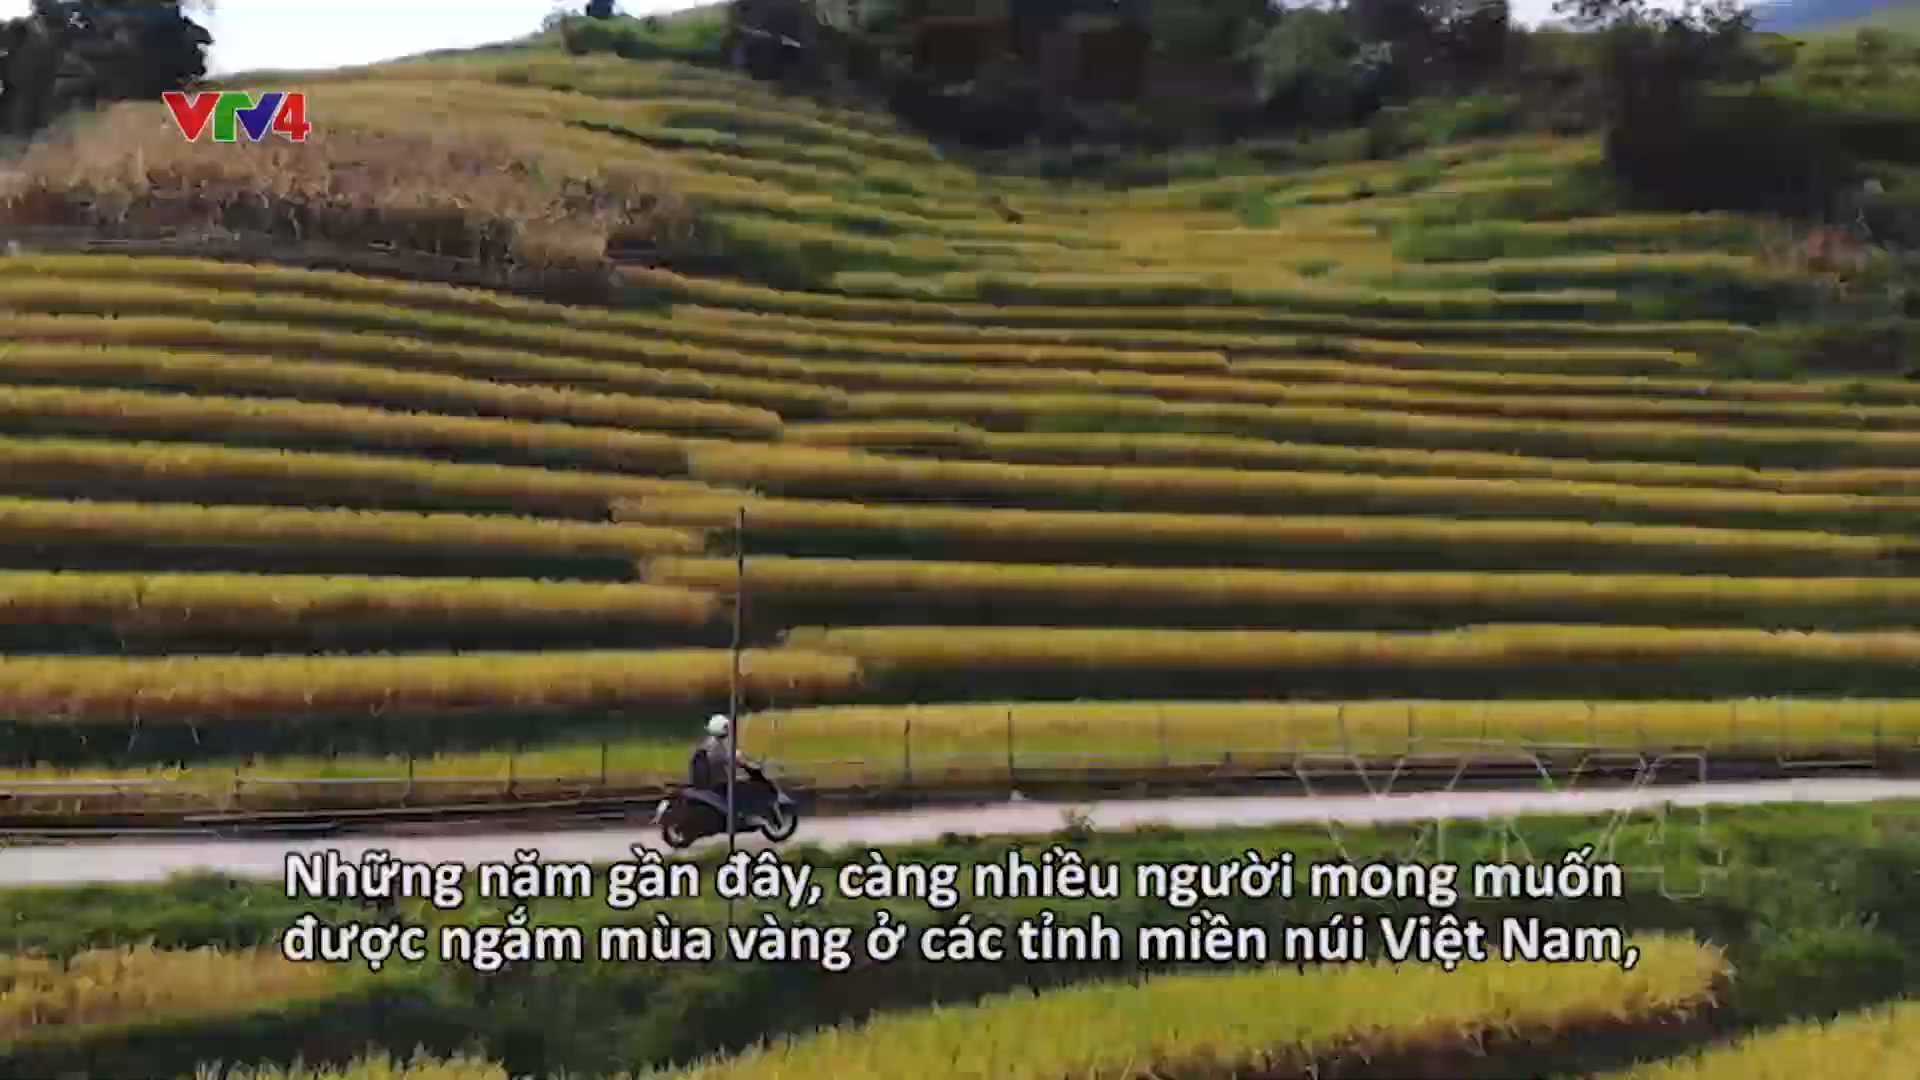 VTV4
Những năm gần đây, càng nhiều người mong muốn
được ngắm mùa vàng ở các tỉnh miền núi Việt Nam,
VTV4